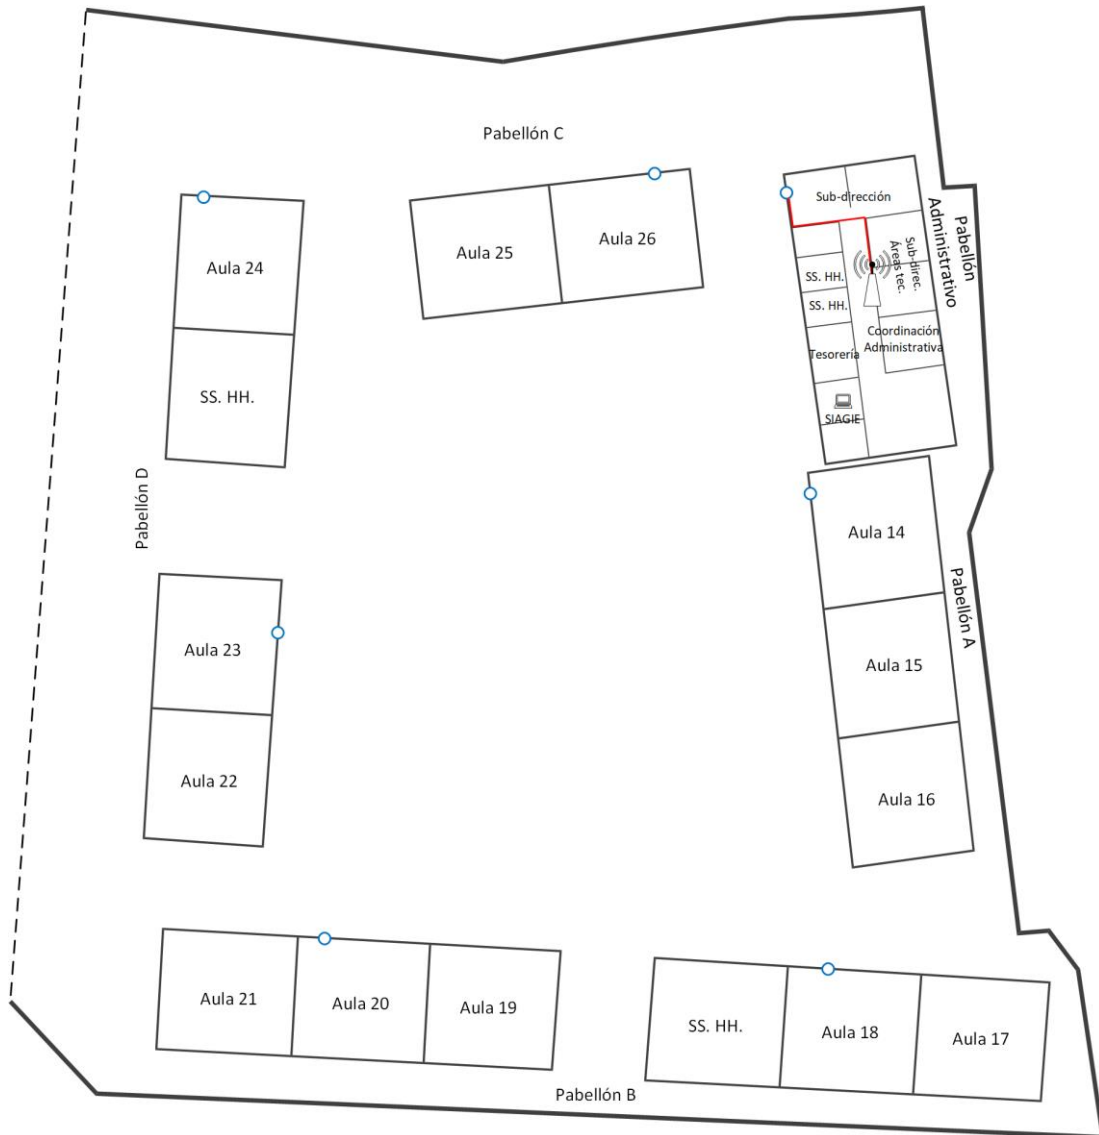 Pabellón C
Sub-dirección
Pabellón
Administrativo
Aula 24
Aula 25
Aula 26
Sub-direc.
Áreas tec.
SS. HH.
SS. HH.
Coordinación
Administrativa
Tesorería
SIAGIE
SS. HH.
Pabellón D
Aula 14
Pabellón A
Aula 23
Aula 15
Aula 22
Aula 16
Aula 21
Aula 20
Aula 19
SS. HH.
Aula 18
Aula 17
Pabellón B